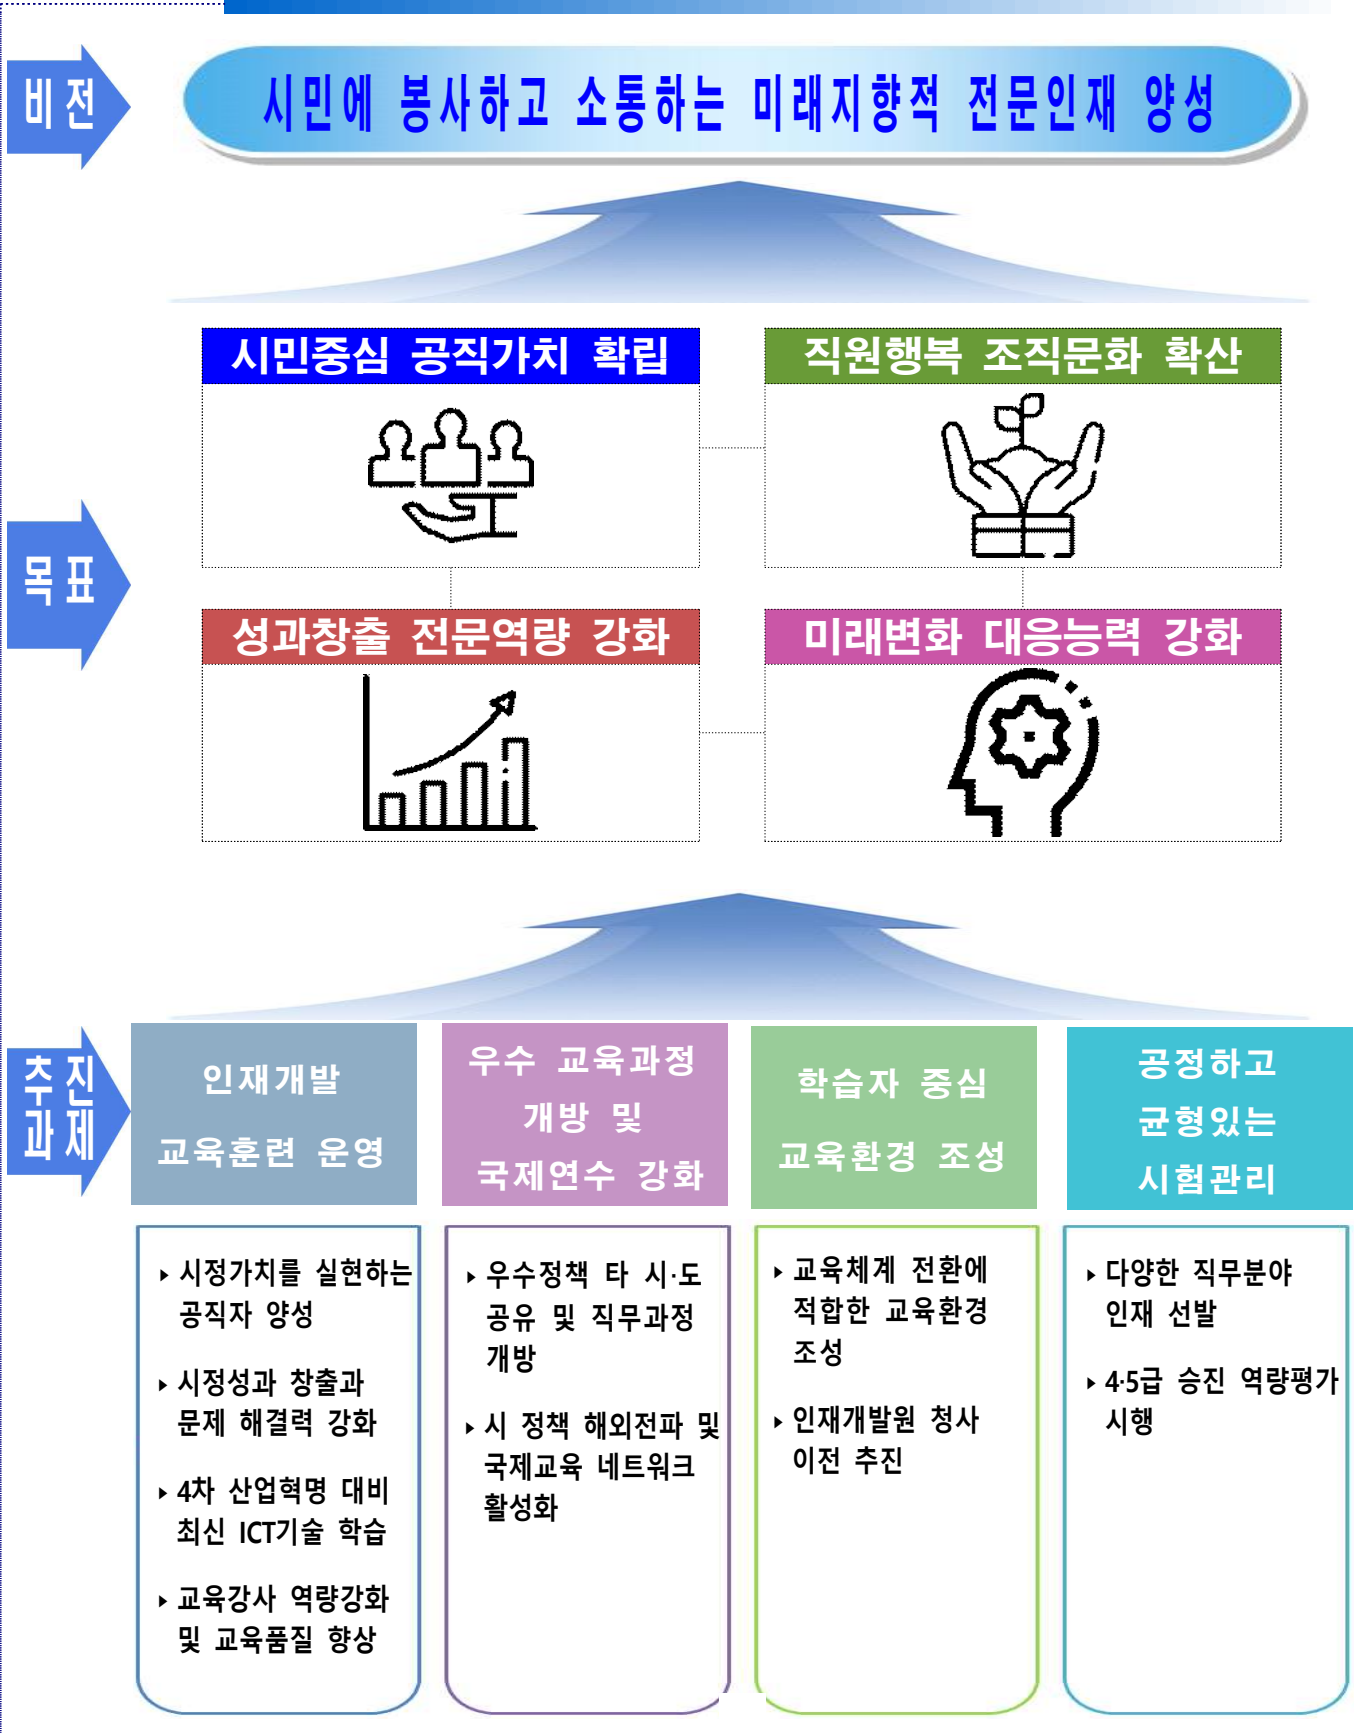 비전
시민에 봉사하고 소통하는 미래지향적 전문인재 양성
목표
시민중심 공직가치 확립
직원행복 조직문화 확산
성과창출 전문역량 강화
미래변화 대응능력 강화
추진
과제
인재개발
교육훈련 운영
우수 교육과정
개방 및
국제연수 강화
학습자 중심
교육환경 조성
공정하고
균형있는
시험관리
▸ 시정가치를 실현하는
공직자 양성
▸ 시정성과 창출과
문제 해결력 강화
▸ 4차 산업혁명 대비
최신 ICT기술 학습
▸ 교육강사 역량강화
및 교육품질 향상
▸ 우수정책 타 시·도
공유 및 직무과정
개방
▸ 시 정책 해외전파 및
국제교육 네트워크
활성화
▸ 교육체계 전환에
적합한 교육환경
조성
▸ 인재개발원 청사
이전 추진
▸ 다양한 직무분야
인재 선발
▸ 4·5급 승진 역량평가
시행